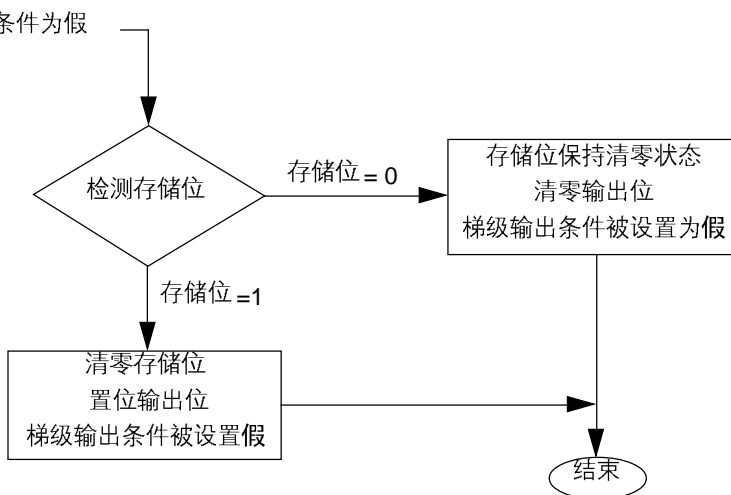 条件为假
检测存储位
存储位 = 0
存储位保持清零状态
清零输出位
梯级输出条件被设置为假
存储位 =1
清零存储位
置位输出位
梯级输出条件被设置假
结束